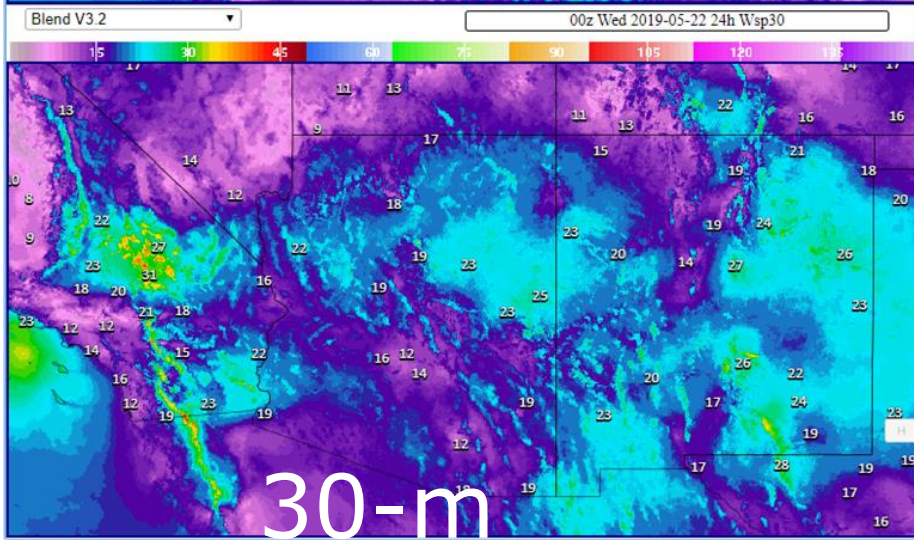 Blend V3.2 ▼ 00z Wed 2019-05-22 24h Wsp30
15 30 45 60 75 90 105 120 135
17 14 17
11 13 22
13 11 13 16 16
9 17
14 15 21
12 19 18
8 18 20
22 23 19 24
9 27 22 19 23 20 14 27 26
23 31 16
18 20 19 25 23
21 18 23
23 12 12
14 15 22 16 12 26
16 14 20 22
12 23 19 17 24
19 19 23 23
12 19 H
17 28 19 19
18 19 17
30-m 16